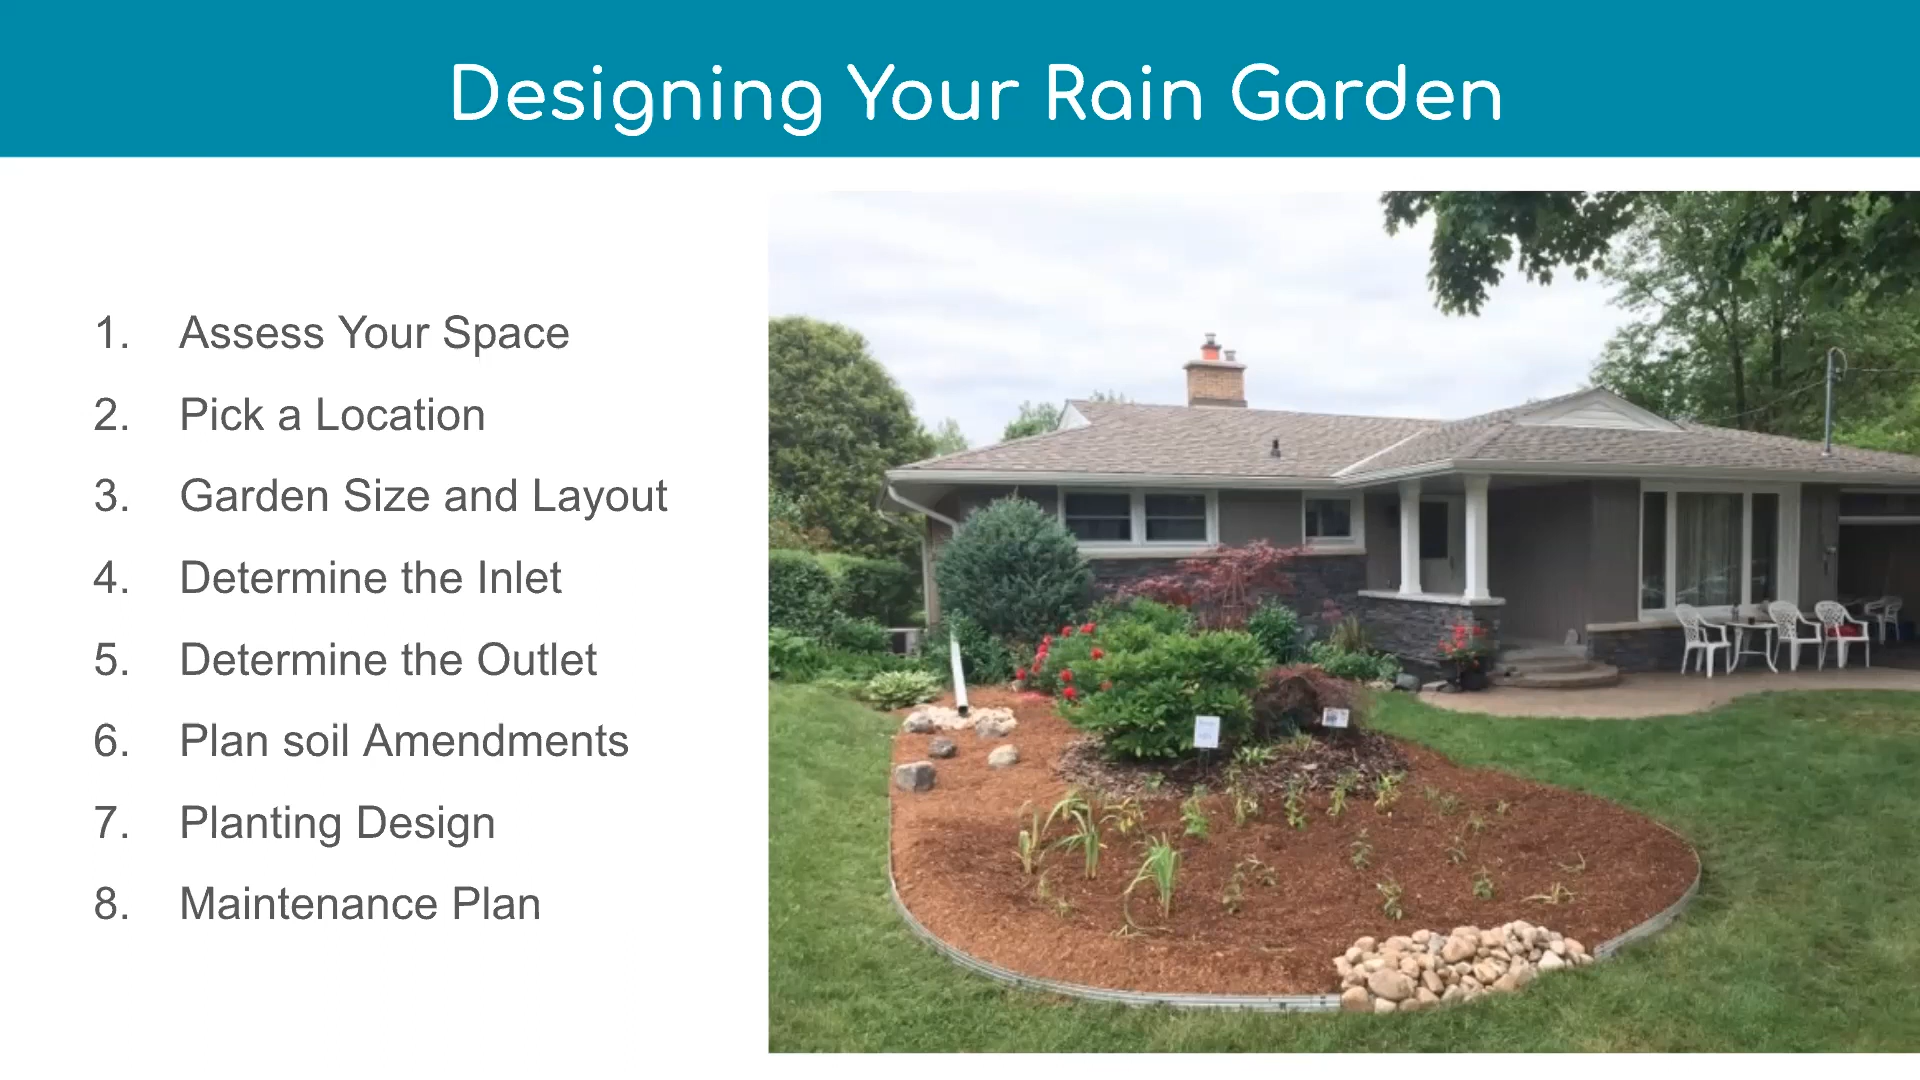 Designing Your Rain Garden
1. Assess Your Space
2. Pick a Location
3. Garden Size and Layout
4. Determine the Inlet
5. Determine the Outlet
6. Plan soil Amendments
7. Planting Design
8. Maintenance Plan